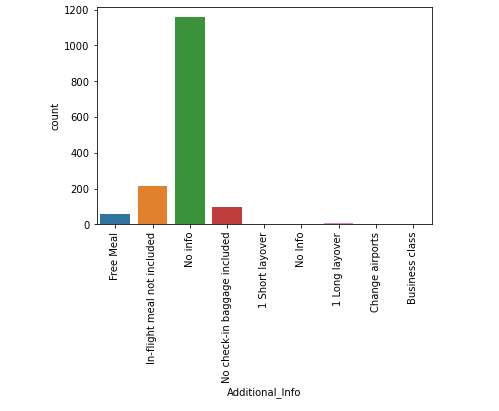 1200
1000
800
600
400
200
0
count
Free Meal
In-flight meal not included
No info
No check-in baggage included
1 Short layover
No Info
1 Long layover
Change airports
Business class
Additional_Info